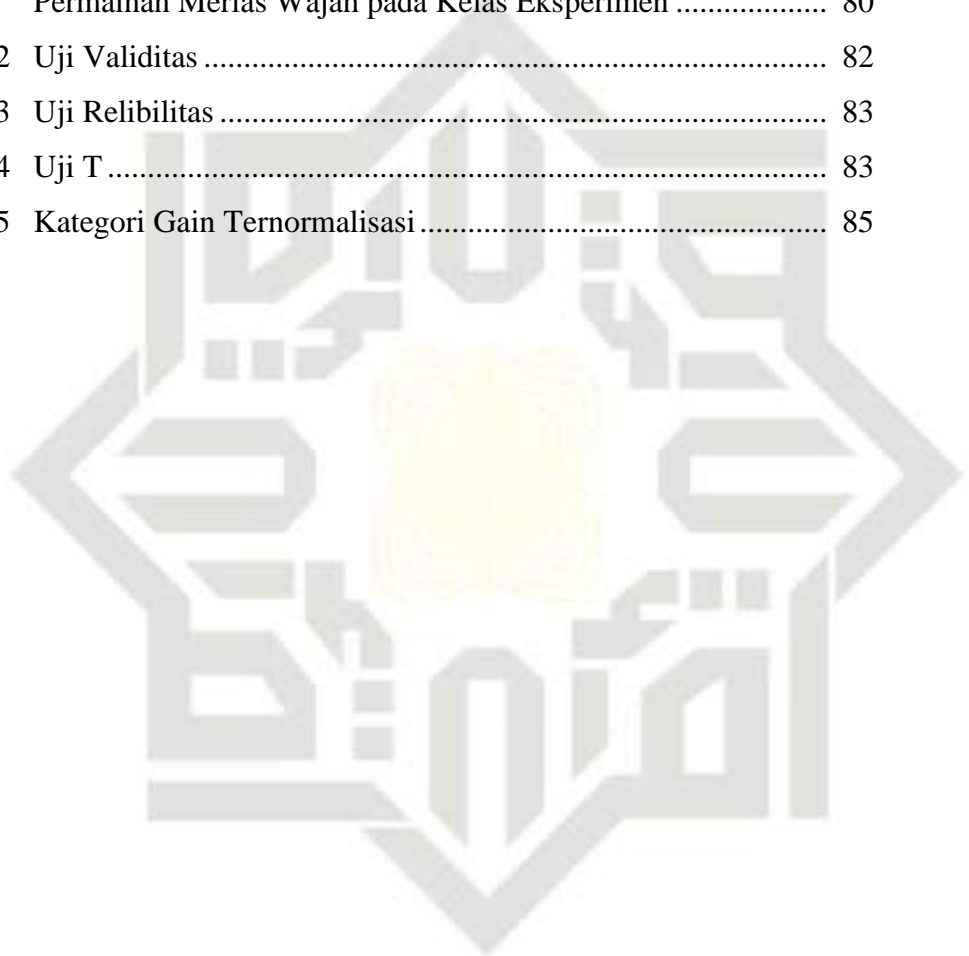 Permainan Merias Wajah pada Kelas Eksperimen .................. 80
2 Uji Validitas ........................................................................... 82
3 Uji Relibilitas ......................................................................... 83
4 Uji T ....................................................................................... 83
5 Kategori Gain Ternormalisasi ................................................. 85